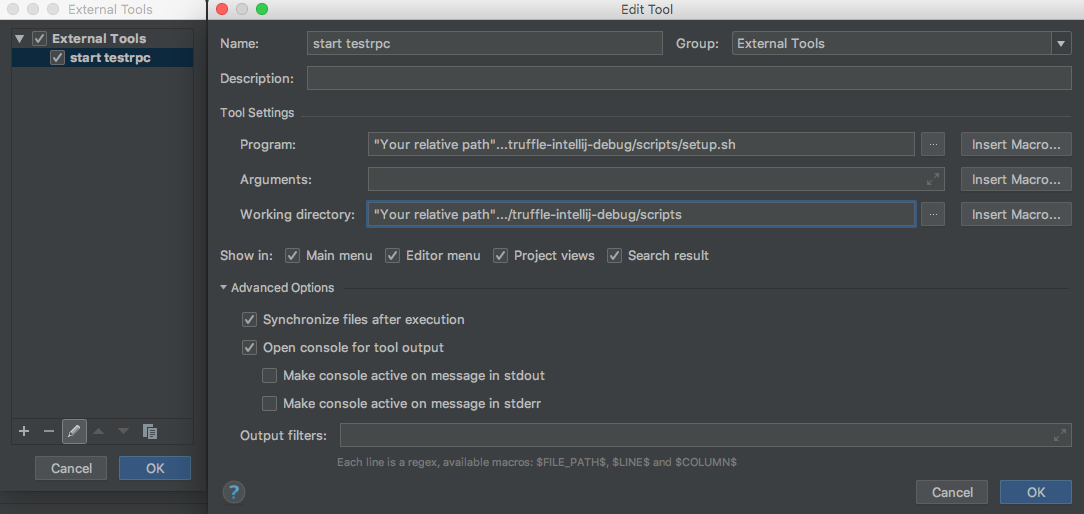 External Tools
External Tools
start testrpc
Cancel
OK
Edit Tool
Name:
start testrpc
Group:
External Tools
Description:
Tool Settings
Program:
"Your relative path"...truffle-intellij-debug/scripts/setup.sh
...
Insert Macro...
Arguments:
Insert Macro...
Working directory:
"Your relative path".../truffle-intellij-debug/scripts
...
Insert Macro...
Show in:
Main menu
Editor menu
Project views
Search result
Advanced Options
Synchronize files after execution
Open console for tool output
Make console active on message in stdout
Make console active on message in stderr
Output filters:
Each line is a regex, available macros: $FILE_PATH$, $LINE$ and $COLUMN$
?
Cancel
OK